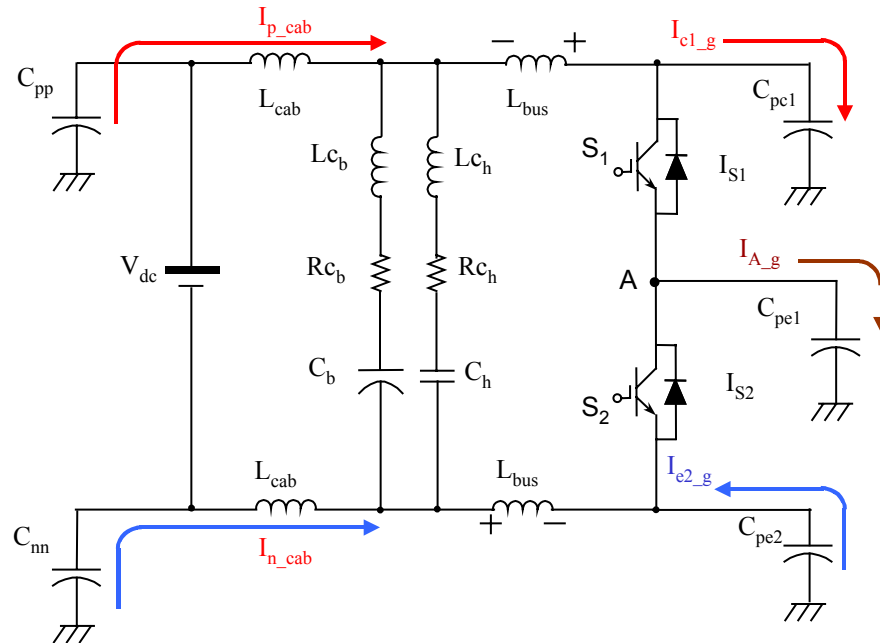 I_p_cab
I_c1_g
C_pp
L_cab
− +
L_bus
C_pc1
Lc_b
Lc_h
S_1
I_S1
V_dc
Rc_b
Rc_h
I_A_g
A
C_pe1
C_b
C_h
S_2
I_S2
L_cab
L_bus
I_e2_g
+ −
C_nn
I_n_cab
C_pe2